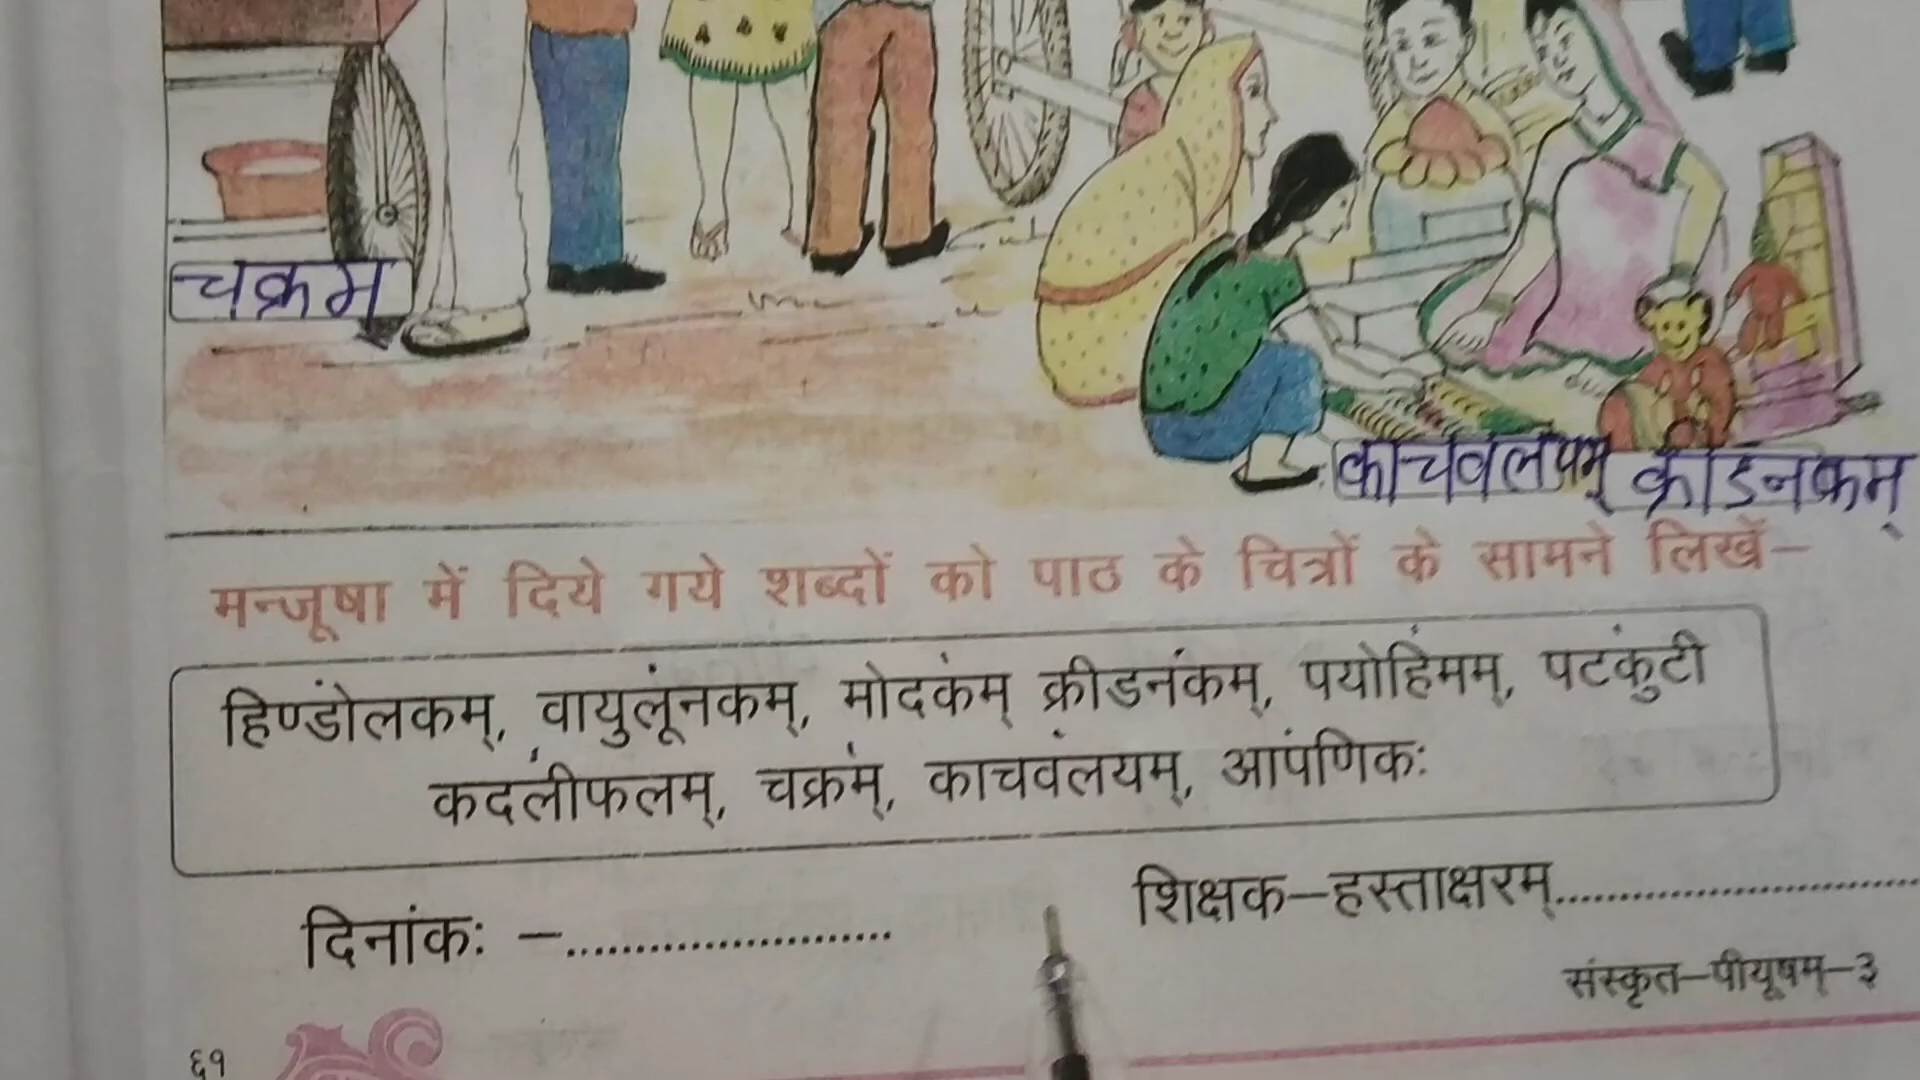 चक्रम
काचवलयम् क्रीडनकम्
मन्जूषा में दिये गये शब्दों को पाठ के चित्रों के सामने लिखें–
हिण्डोलकम्, वायुलूनकम्, मोदकम् क्रीडनकम्, पयोहिमम्, पटकुटी
कदलीफलम्, चक्रम्, काचवलयम्, आपणिकः
दिनांकः –........................ शिक्षक–हस्ताक्षरम्..........................
संस्कृत–पीयूषम्–३
६१